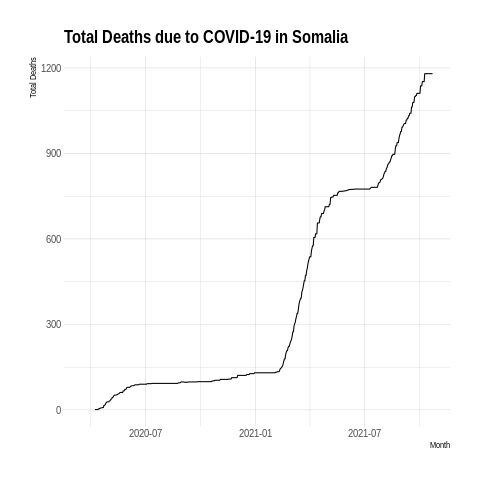 Total Deaths due to COVID-19 in Somalia
Total Deaths
1200
900
600
300
0
2020-07
2021-01
2021-07
Month